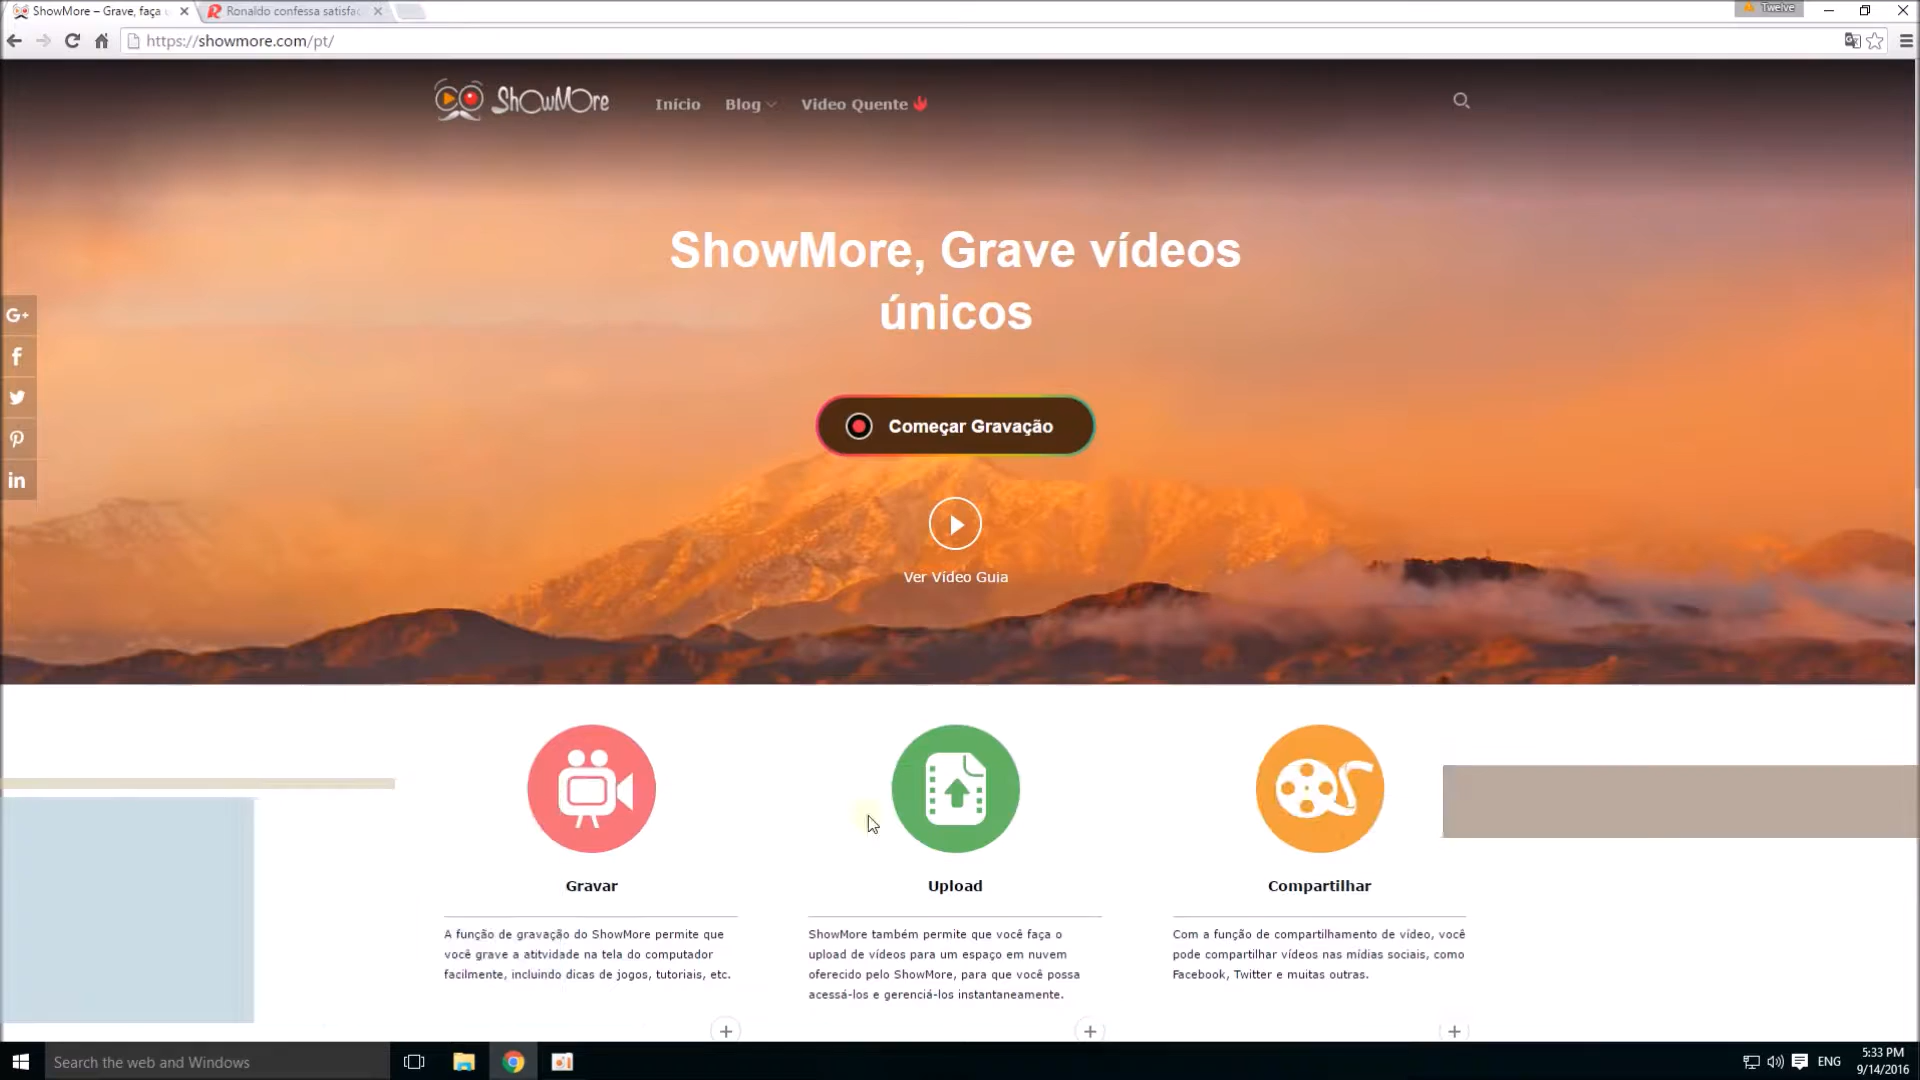 ShowMore – Grave, faça
Ronaldo confessa satisfaç
Twelve
https://showmore.com/pt/
ShowMore
Início
Blog
Video Quente
ShowMore, Grave vídeos
únicos
Começar Gravação
Ver Vídeo Guia
G+
f
in
Gravar
A função de gravação do ShowMore permite que
você grave a atitvidade na tela do computador
facilmente, incluindo dicas de jogos, tutoriais, etc.
Upload
ShowMore também permite que você faça o
upload de vídeos para um espaço em nuvem
oferecido pelo ShowMore, para que você possa
acessá-los e gerenciá-los instantaneamente.
Compartilhar
Com a função de compartilhamento de vídeo, você
pode compartilhar vídeos nas mídias sociais, como
Facebook, Twitter e muitas outras.
Search the web and Windows
ENG
5:33 PM
9/14/2016